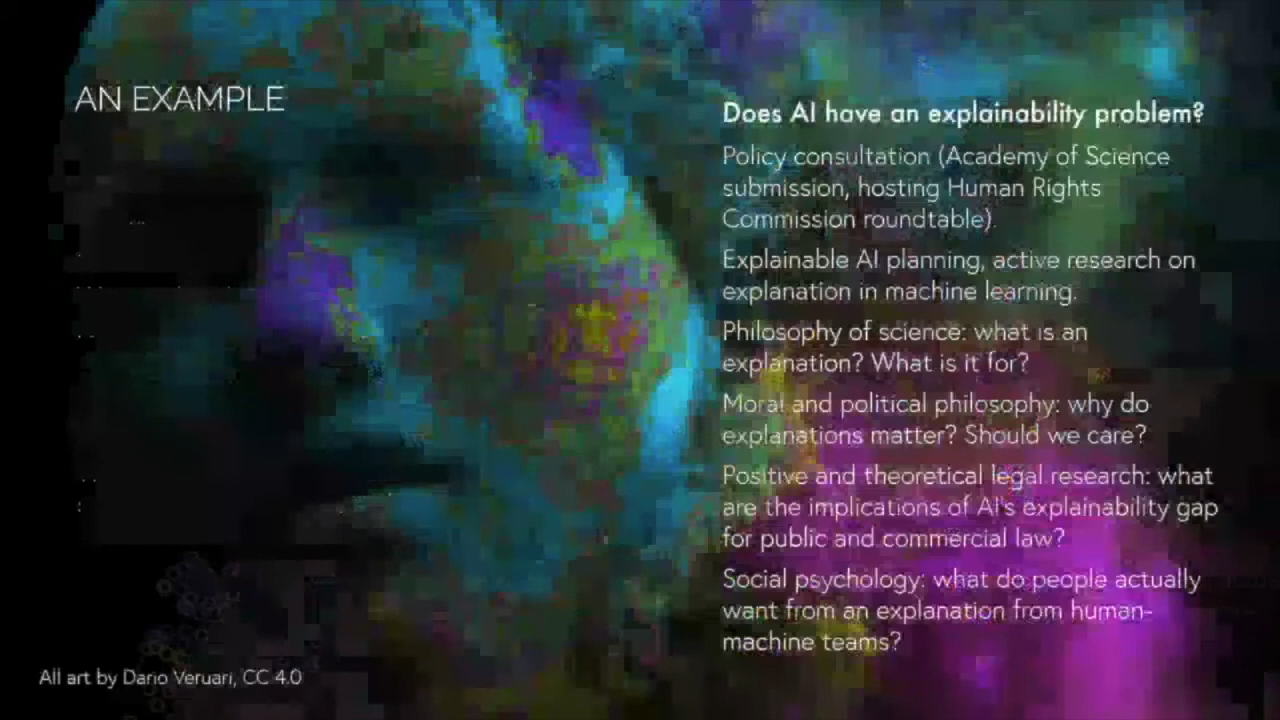 AN EXAMPLE
Does AI have an explainability problem?
Policy consultation (Academy of Science
submission, hosting Human Rights
Commission roundtable).
Explainable AI planning, active research on
explanation in machine learning.
Philosophy of science: what is an
explanation? What is it for?
Moral and political philosophy: why do
explanations matter? Should we care?
Positive and theoretical legal research: what
are the implications of AI's explainability gap
for public and commercial law?
Social psychology: what do people actually
want from an explanation from human-
machine teams?
All art by Dario Veruari, CC 4.0